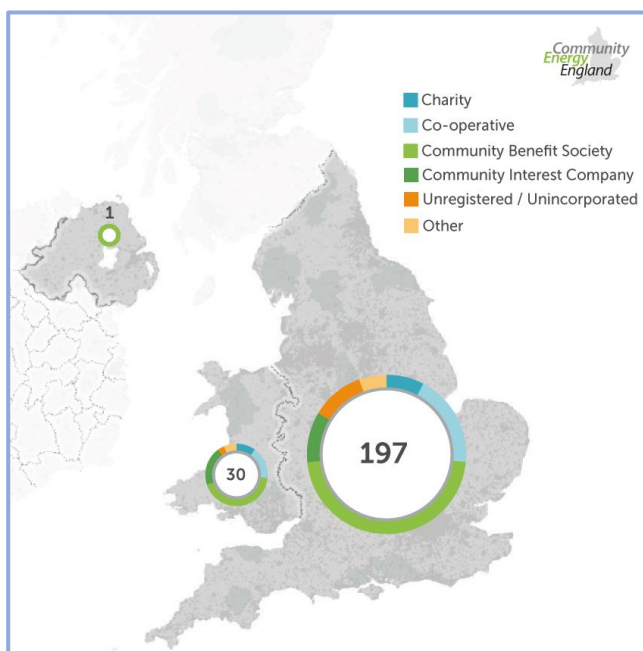 Community
Energy
England
Charity
Co-operative
Community Benefit Society
Community Interest Company
Unregistered / Unincorporated
Other
1
30
197